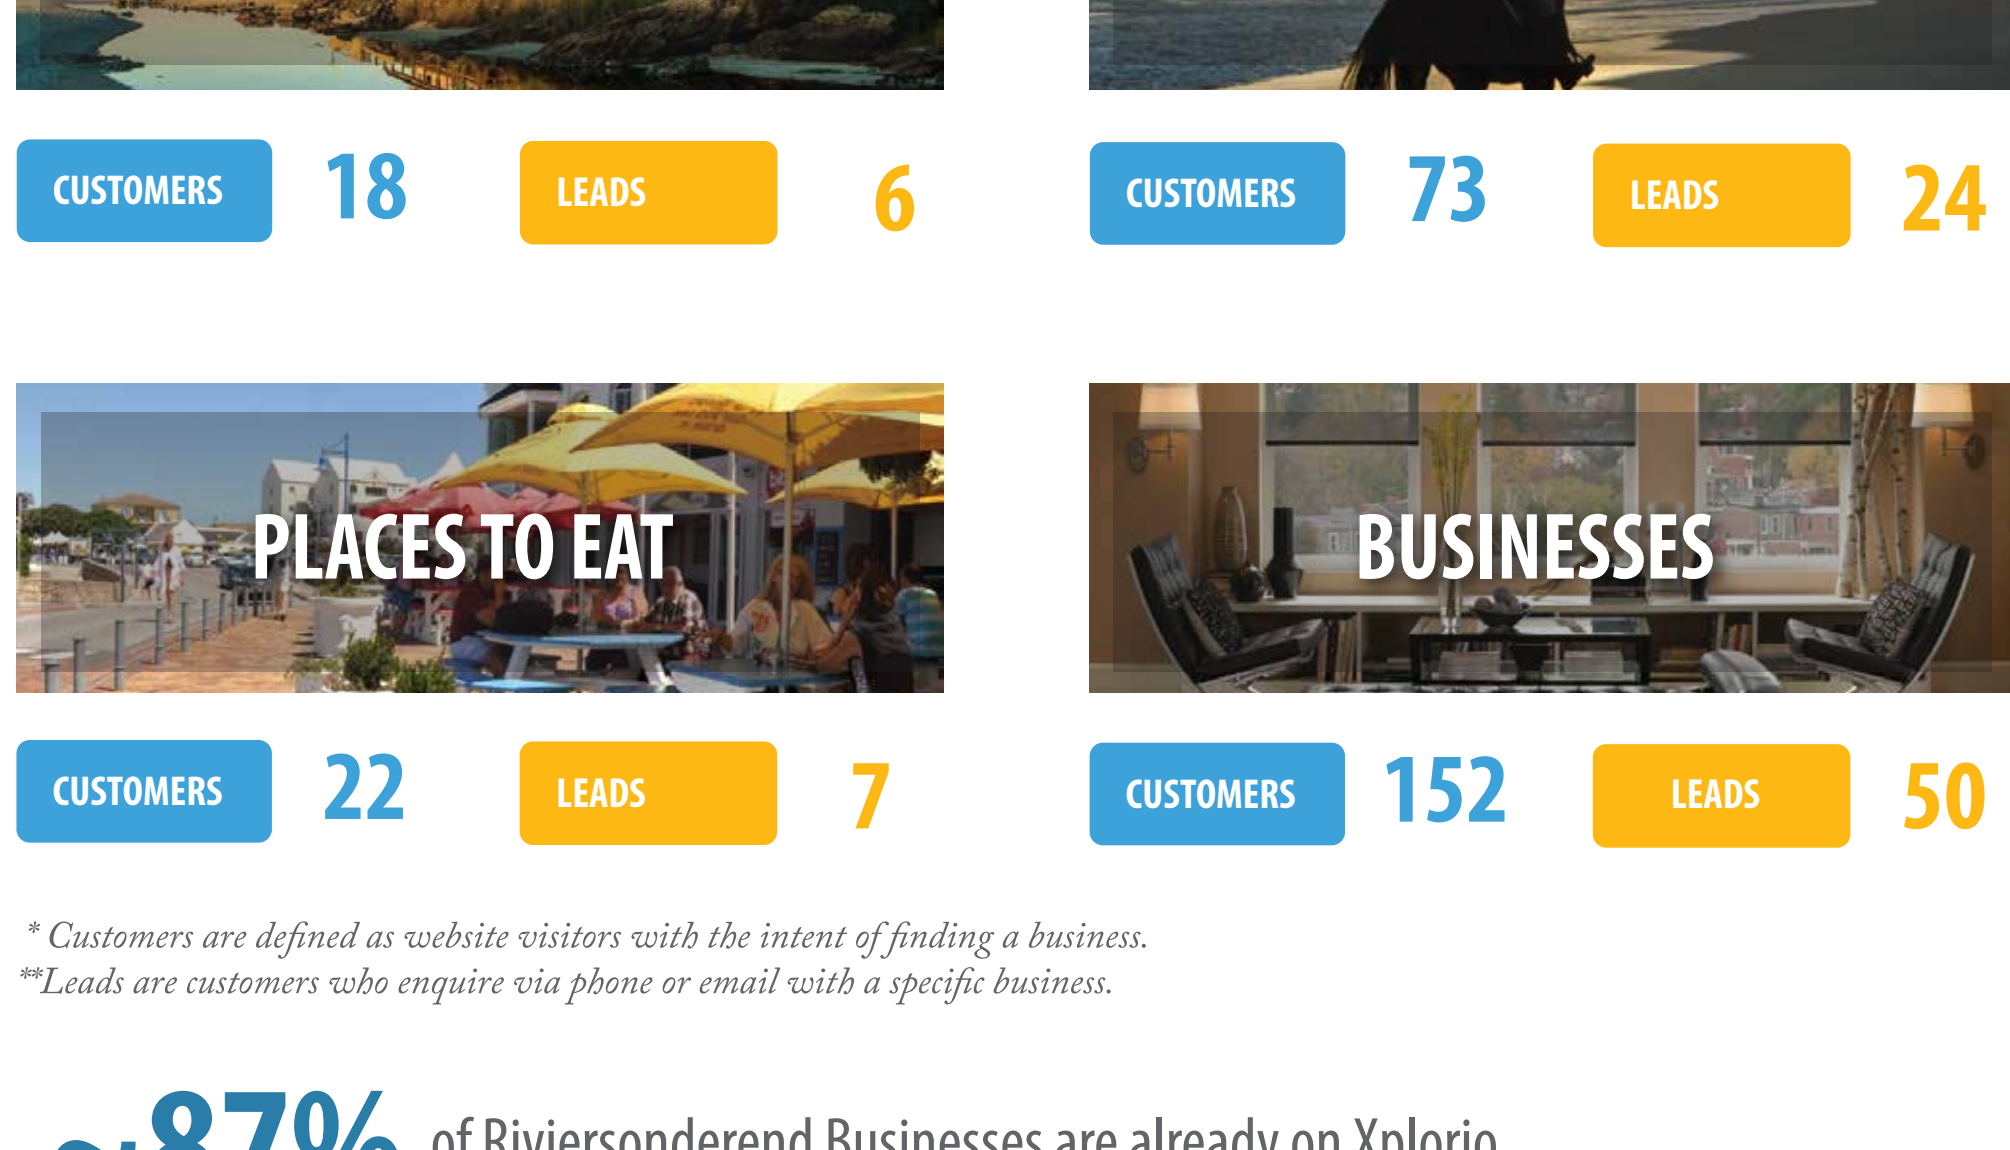 CUSTOMERS 18 LEADS 6
CUSTOMERS 73 LEADS 24
PLACES TO EAT
BUSINESSES
CUSTOMERS 22 LEADS 7
CUSTOMERS 152 LEADS 50
* Customers are defined as website visitors with the intent of finding a business.
**Leads are customers who enquire via phone or email with a specific business.
~87% of Riviersonderend Businesses are already on Xplorio